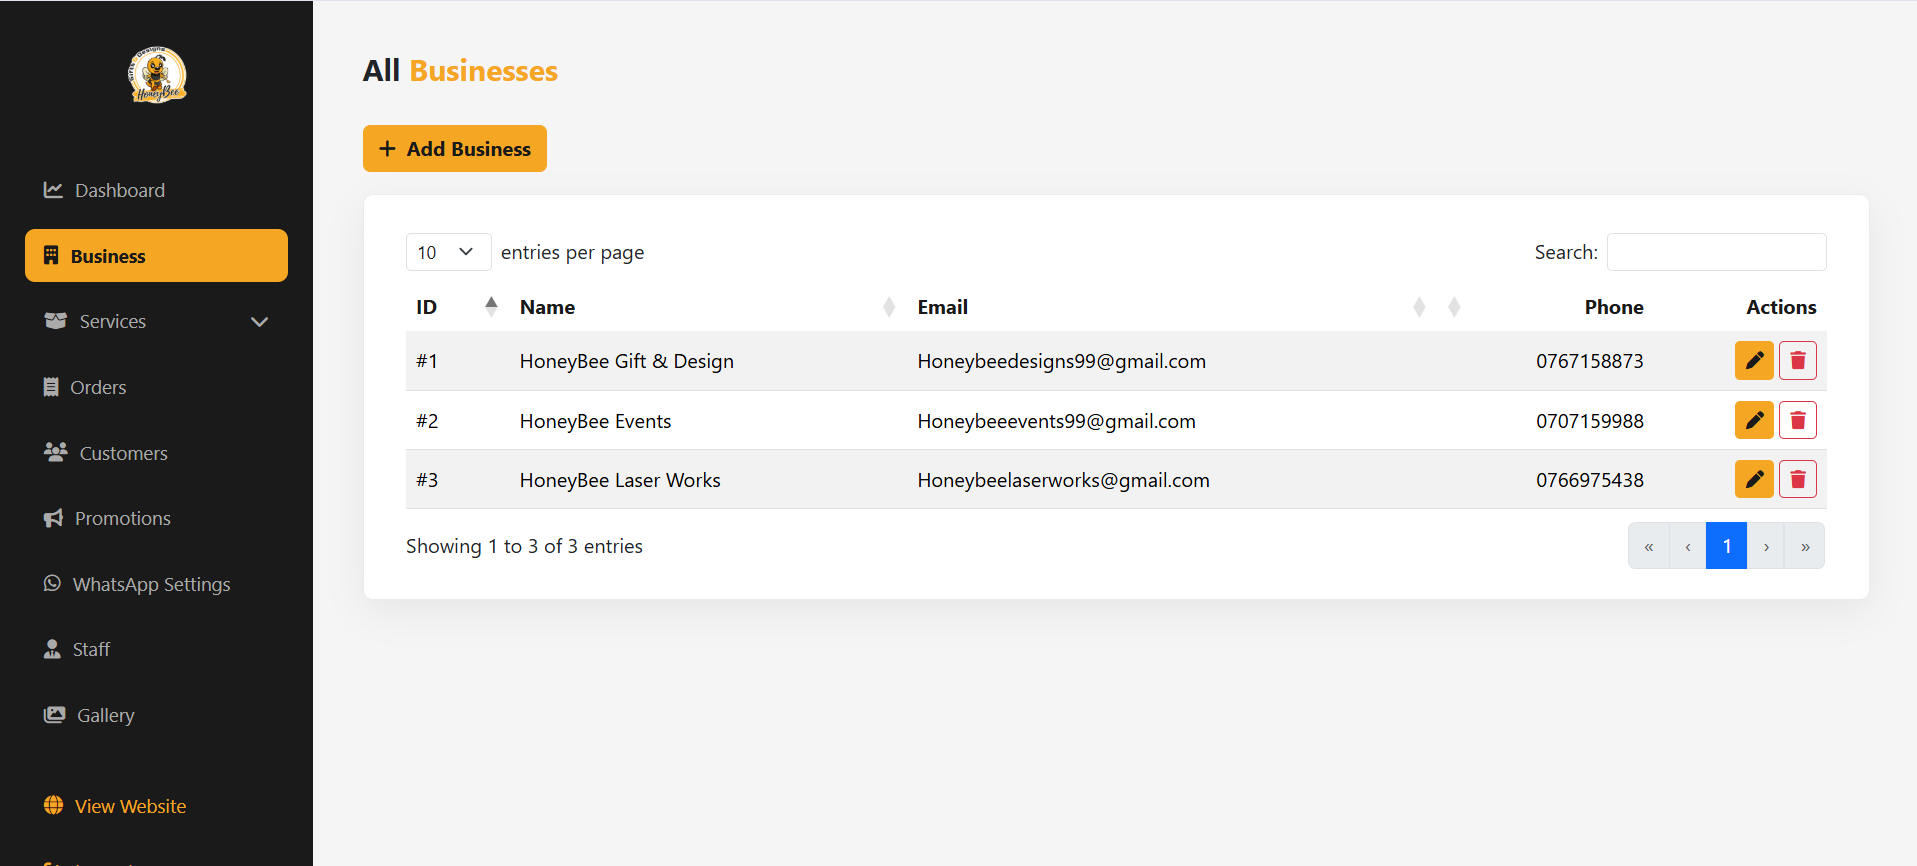 Gifts & Designs
HoneyBee
Dashboard
Business
Services
Orders
Customers
Promotions
WhatsApp Settings
Staff
Gallery
View Website
All Businesses
+ Add Business
10 entries per page
Search:
ID Name Email Phone Actions
#1 HoneyBee Gift & Design Honeybeedesigns99@gmail.com 0767158873
#2 HoneyBee Events Honeybeeevents99@gmail.com 0707159988
#3 HoneyBee Laser Works Honeybeelaserworks@gmail.com 0766975438
Showing 1 to 3 of 3 entries
« ‹ 1 › »